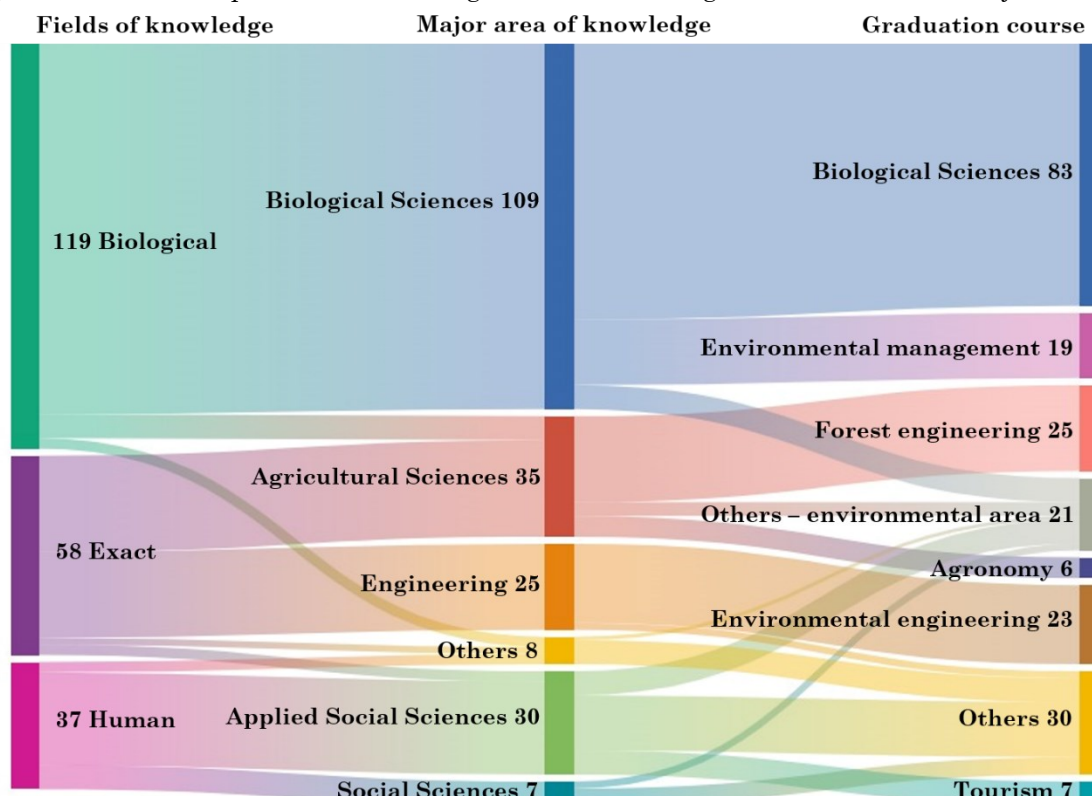 Fields of knowledge
Major area of knowledge
Graduation course
119 Biological
58 Exact
37 Human
Biological Sciences 109
Agricultural Sciences 35
Engineering 25
Others 8
Applied Social Sciences 30
Social Sciences 7
Biological Sciences 83
Environmental management 19
Forest engineering 25
Others – environmental area 21
Agronomy 6
Environmental engineering 23
Others 30
Tourism 7